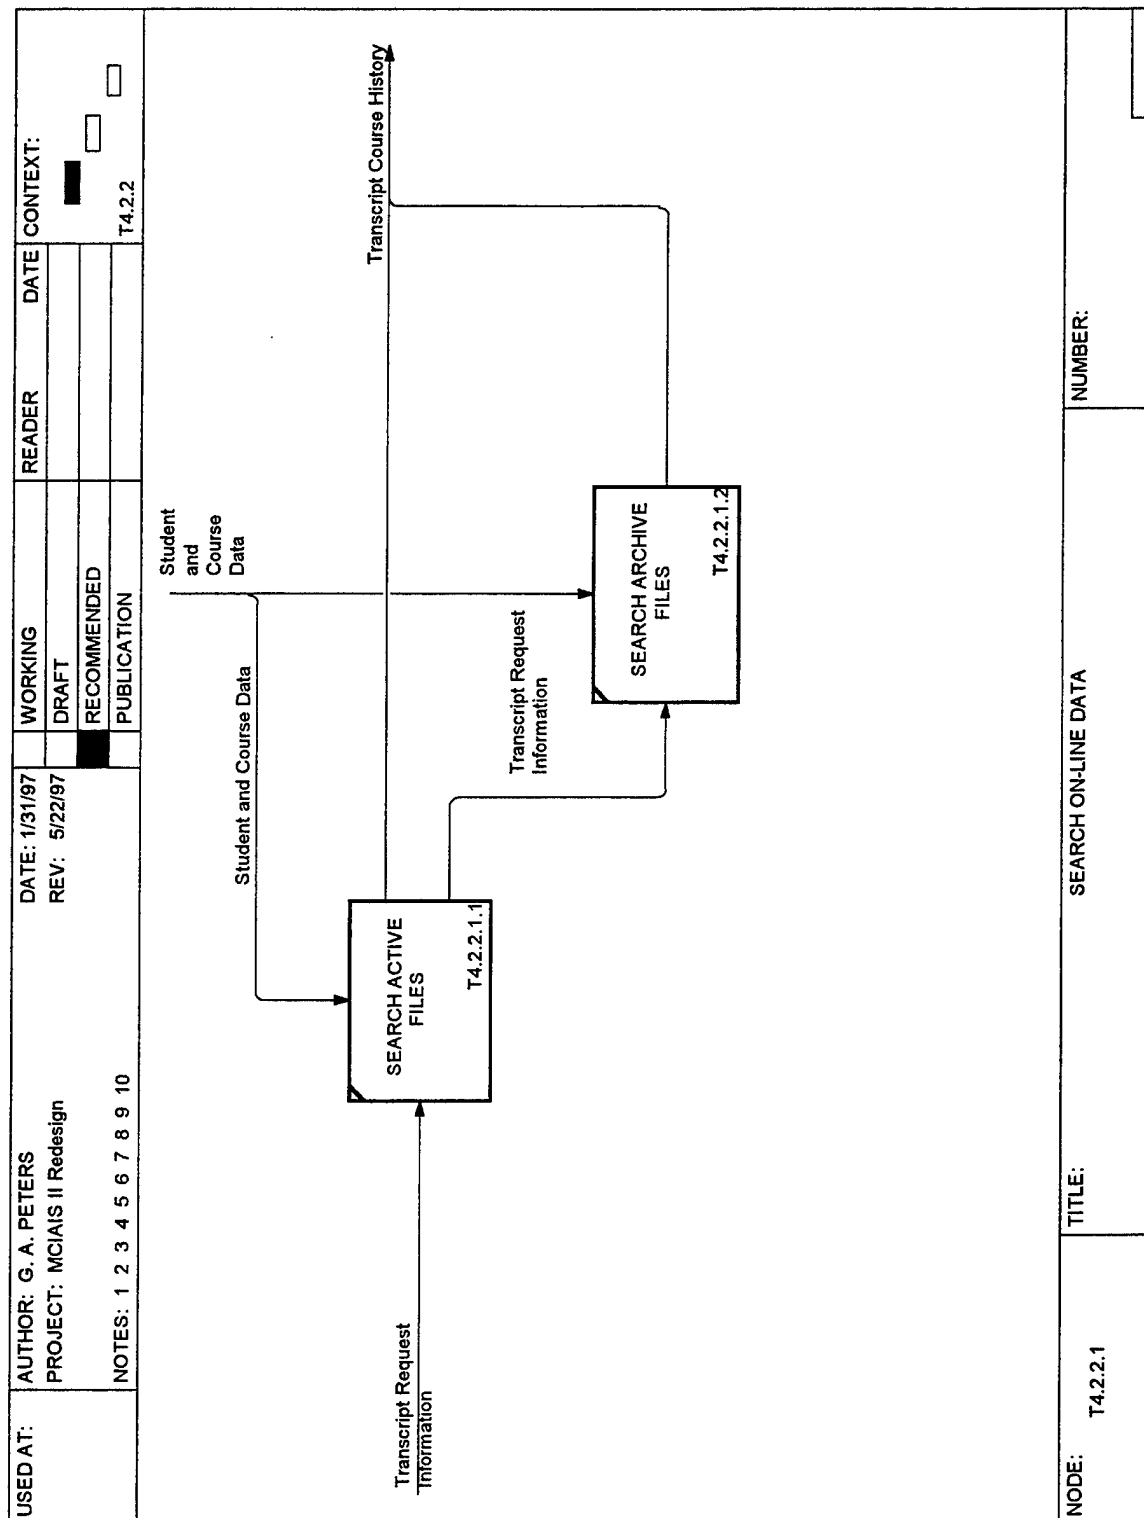 USED AT:
AUTHOR: G. A. PETERS
PROJECT: MCIAIS II Redesign
NOTES: 1 2 3 4 5 6 7 8 9 10
DATE: 1/31/97
REV: 5/22/97
WORKING
DRAFT
RECOMMENDED
PUBLICATION
READER
DATE
CONTEXT:
T4.2.2
Student
and
Course
Data
Student and Course Data
Transcript Course History
Transcript Request
Information
SEARCH ACTIVE
FILES
T4.2.2.1.1
Transcript Request
Information
SEARCH ARCHIVE
FILES
T4.2.2.1.2
NODE:
T4.2.2.1
TITLE:
SEARCH ON-LINE DATA
NUMBER: